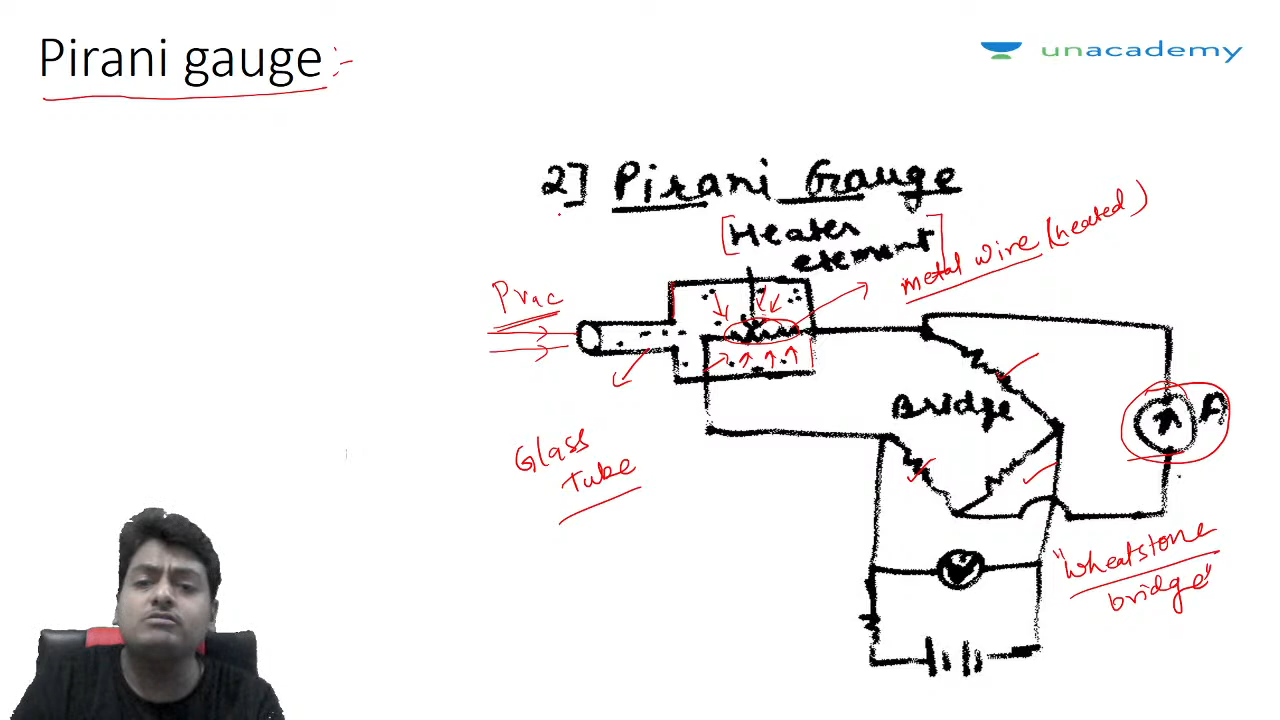 Pirani gauge :-
unacademy
2] Pirani Gauge
[Heater
element]
metal wire (heated)
Pvac
Bridge
A
Glass
Tube
"Wheatstone
bridge"